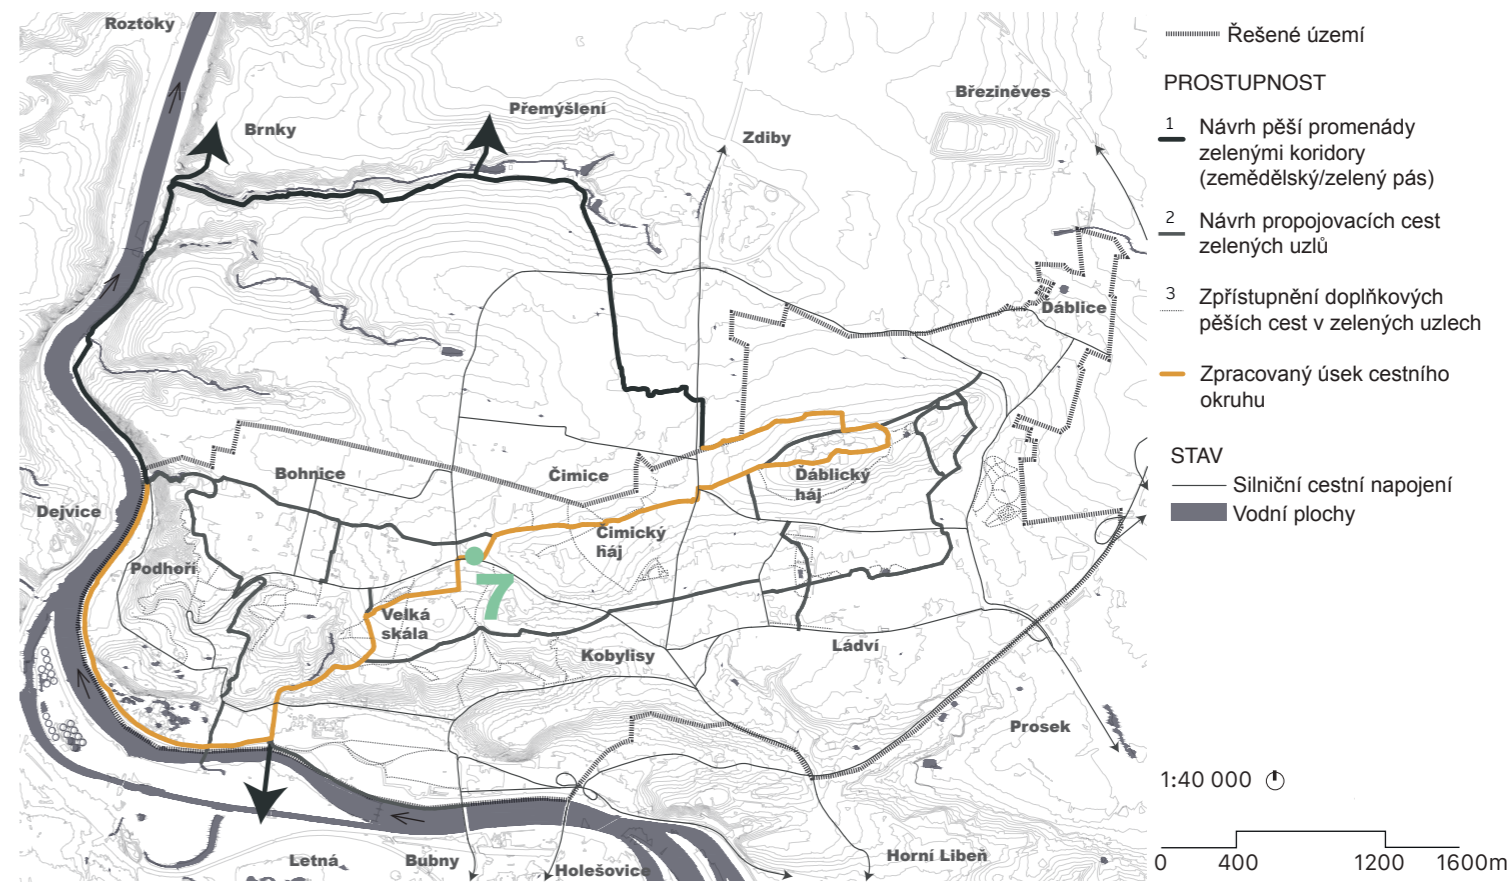 Roztoky
Brnky
Přemýšlení
Zdiby
Březiněves
Ďáblice
Bohnice
Čimice
Ďáblický
háj
Dejvice
Čimický
háj
Podhoří
7
Velká
skála
Kobylisy
Ládví
Prosek
Letná
Bubny
Holešovice
Horní Libeň
Řešené území
PROSTUPNOST
1 Návrh pěší promenády
zelenými koridory
(zemědělský/zelený pás)
2 Návrh propojovacích cest
zelených uzlů
3 Zpřístupnění doplňkových
pěších cest v zelených uzlech
Zpracovaný úsek cestního
okruhu
STAV
Silniční cestní napojení
Vodní plochy
1:40 000
0 400 1200 1600m